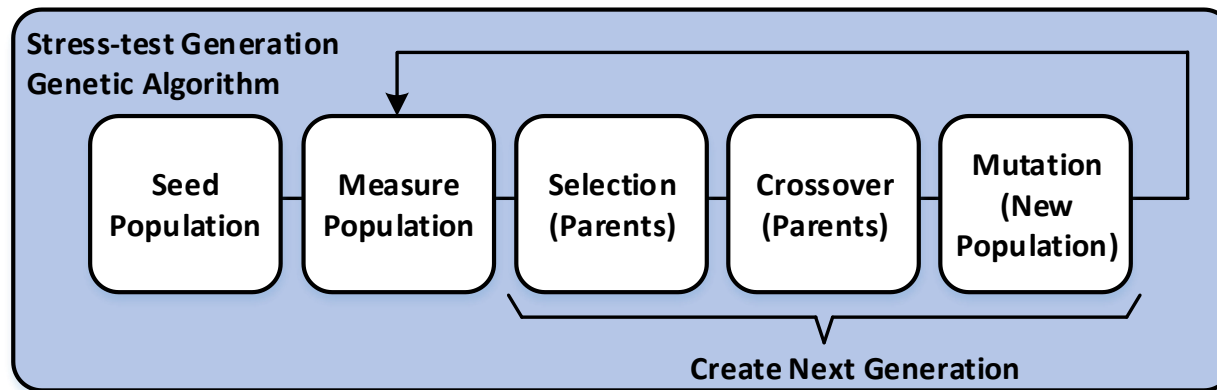 Stress-test Generation
Genetic Algorithm
Seed
Population
Measure
Population
Selection
(Parents)
Crossover
(Parents)
Mutation
(New
Population)
Create Next Generation